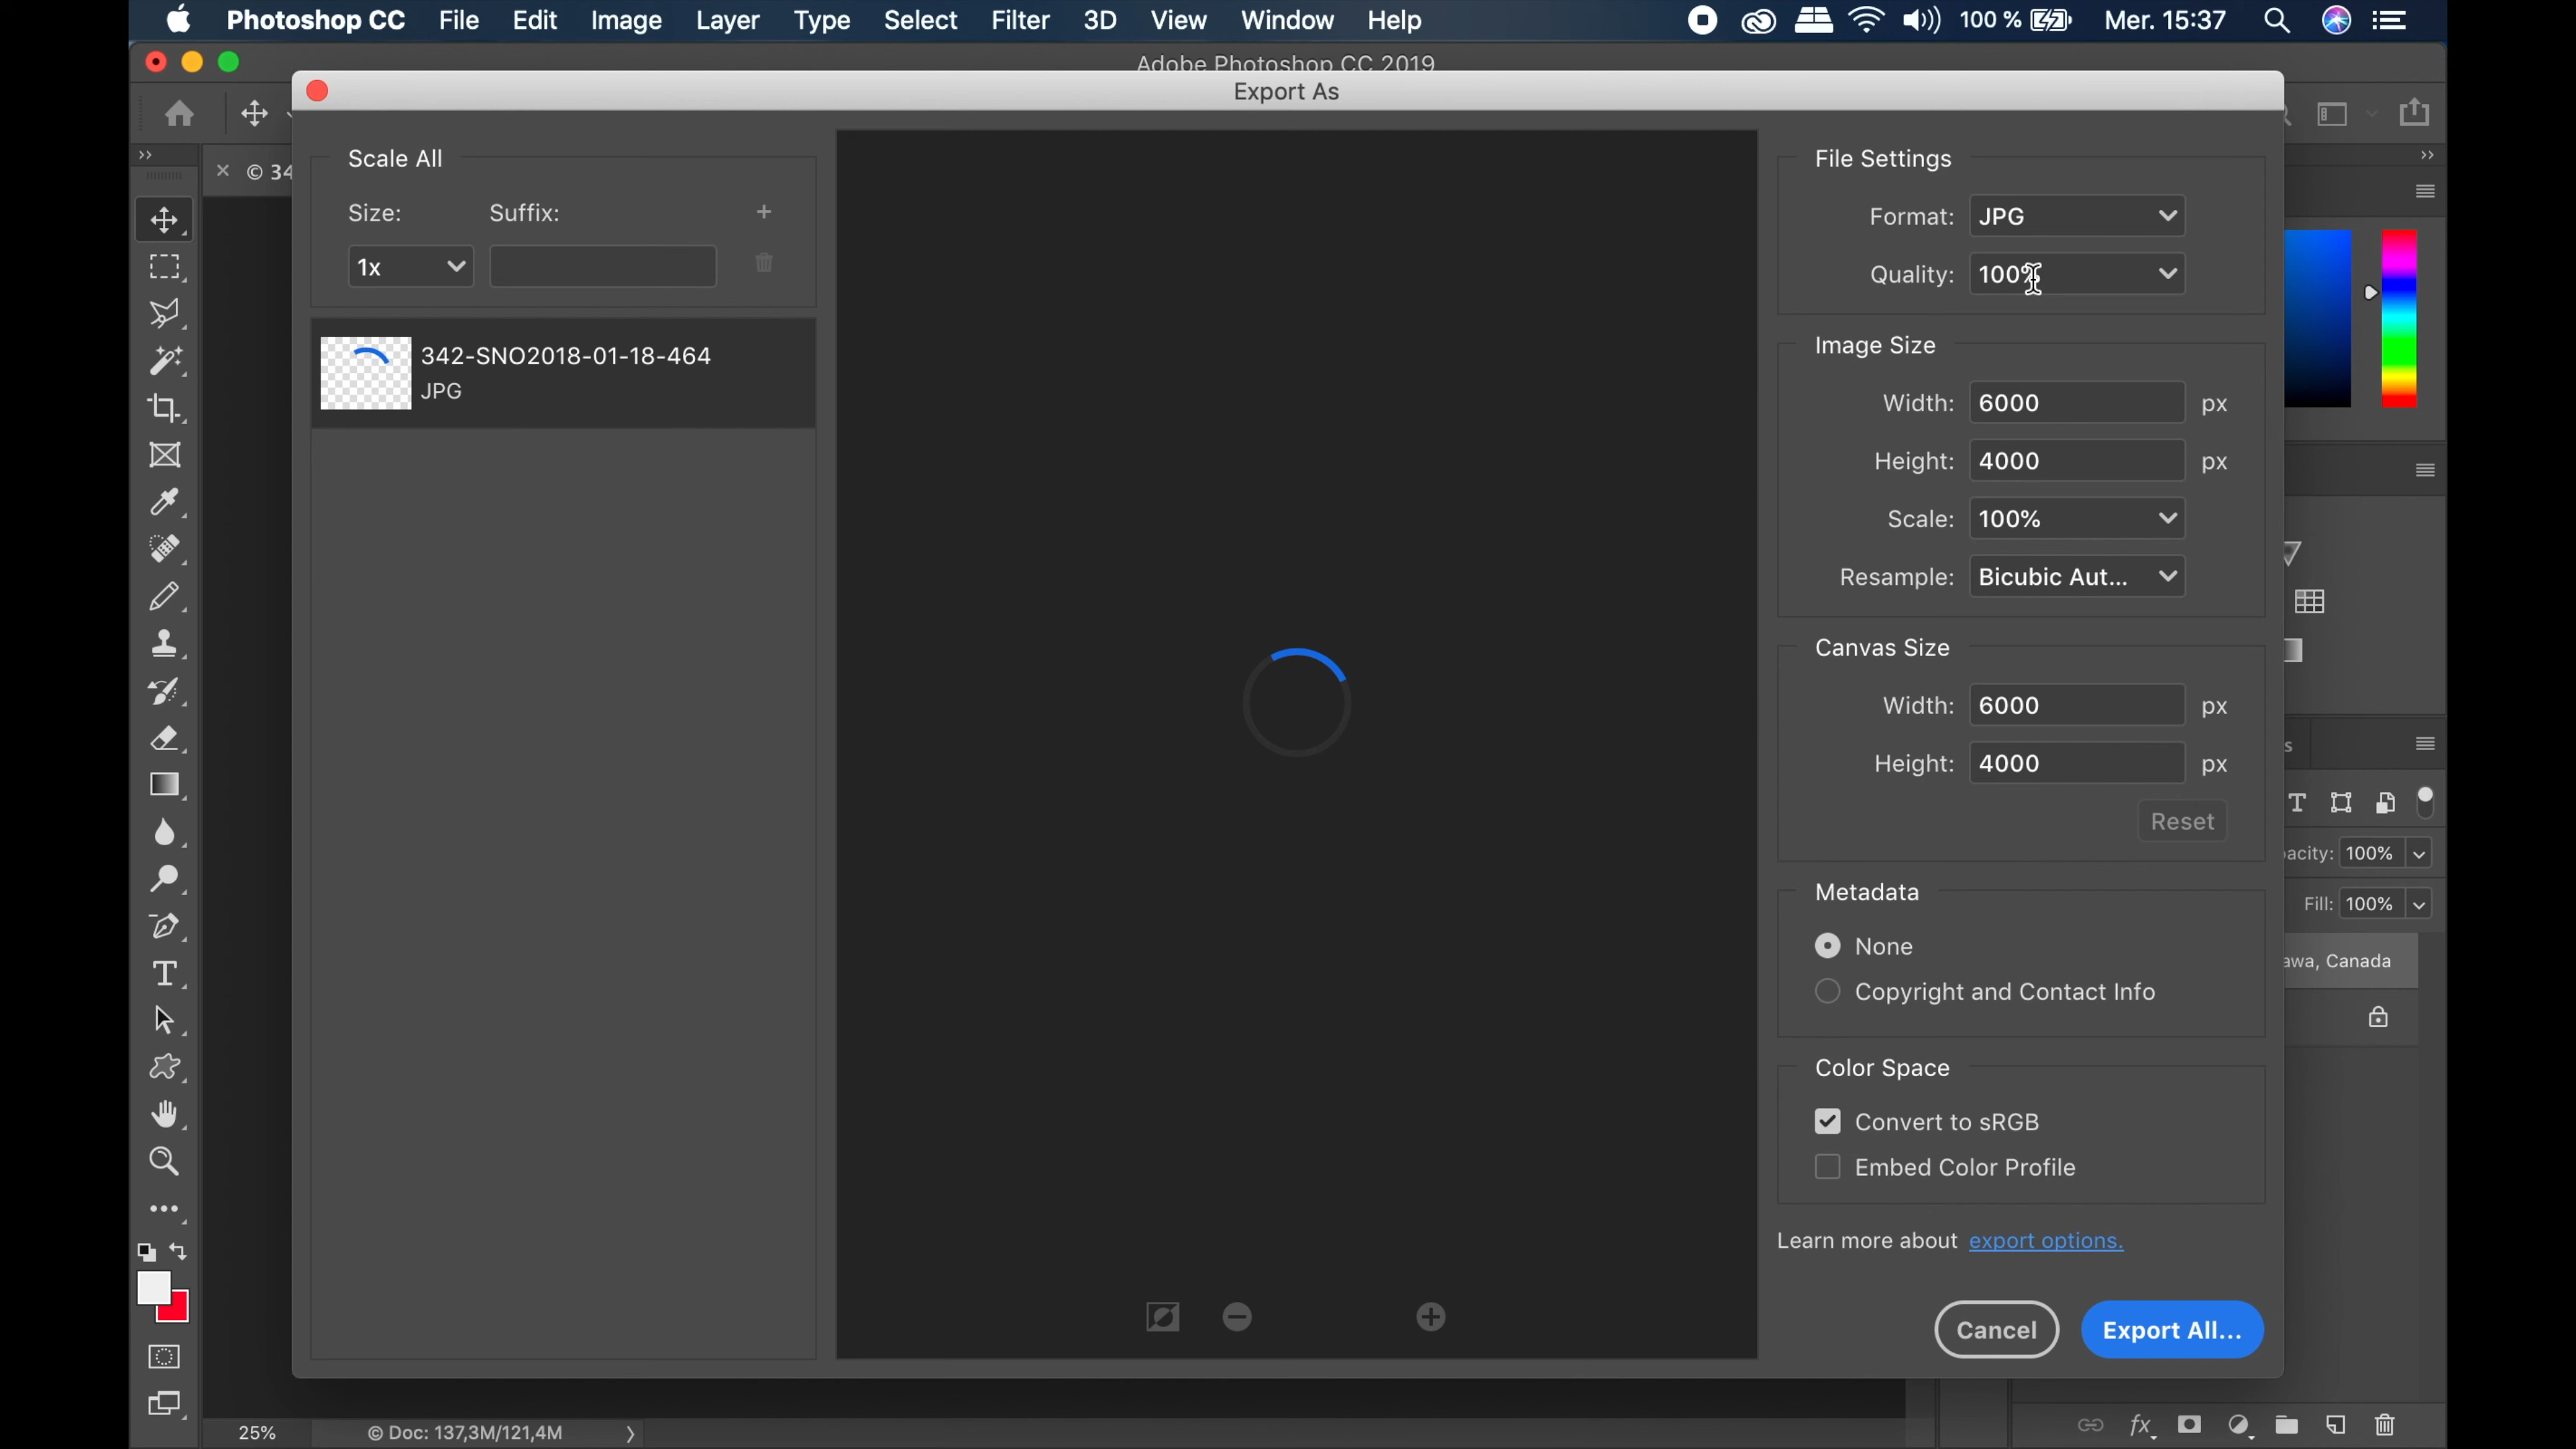 Photoshop CC File Edit Image Layer Type Select Filter 3D View Window Help 100 % Mer. 15:37
Adobe Photoshop CC 2019
Export As
© 34
Scale All
Size: Suffix:
1x
342-SNO2018-01-18-464
JPG
File Settings
Format: JPG
Quality: 100%
Image Size
Width: 6000 px
Height: 4000 px
Scale: 100%
Resample: Bicubic Aut...
Canvas Size
Width: 6000 px
Height: 4000 px
Reset
Metadata
None
Copyright and Contact Info
Color Space
Convert to sRGB
Embed Color Profile
Learn more about export options.
Cancel Export All...
s
acity: 100%
Fill: 100%
awa, Canada
fx
25% © Doc: 137,3M/121,4M